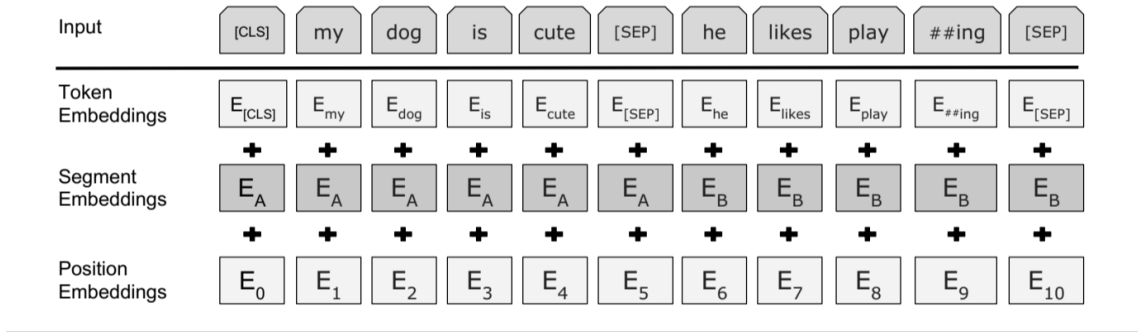 Input [CLS] my dog is cute [SEP] he likes play ##ing [SEP]
Token
Embeddings
E[CLS] Emy Edog Eis Ecute E[SEP] Ehe Elikes Eplay E##ing E[SEP]
+ + + + + + + + + + +
Segment
Embeddings
EA EA EA EA EA EA EB EB EB EB EB
+ + + + + + + + + + +
Position
Embeddings
E0 E1 E2 E3 E4 E5 E6 E7 E8 E9 E10